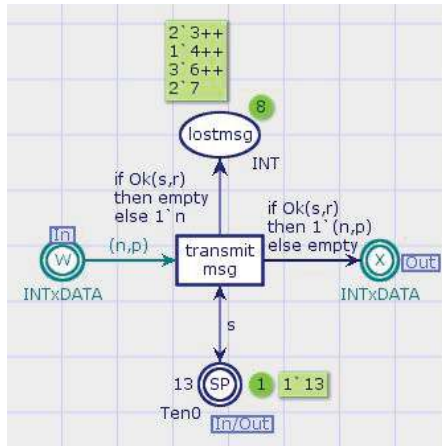 2`3++
1`4++
3`6++
2`7
8
lostmsg
INT
if Ok(s,r)
then empty
else 1`n
if Ok(s,r)
then 1`(n,p)
else empty
In
(n,p)
transmit
msg
W
X
Out
INTxDATA
INTxDATA
s
13
SP
1
1`13
Ten0
In/Out